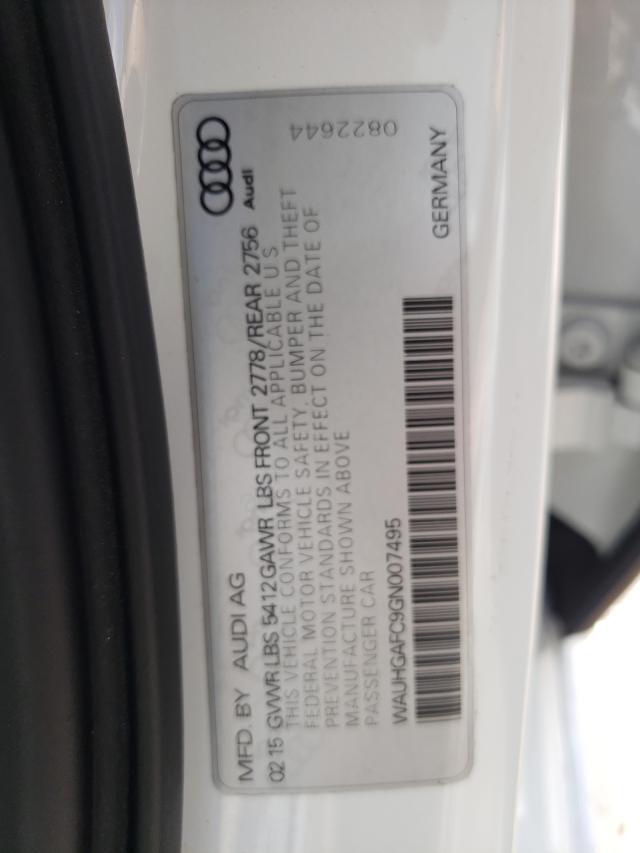 MFD. BY AUDI AG
Audi
02 15 GVWR LBS 5412 GAWR LBS FRONT 2778/REAR 2756
THIS VEHICLE CONFORMS TO ALL APPLICABLE U S
FEDERAL MOTOR VEHICLE SAFETY, BUMPER AND THEFT
PREVENTION STANDARDS IN EFFECT ON THE DATE OF
MANUFACTURE SHOWN ABOVE
PASSENGER CAR
0822644
WAUHGAFC9GN007495
GERMANY